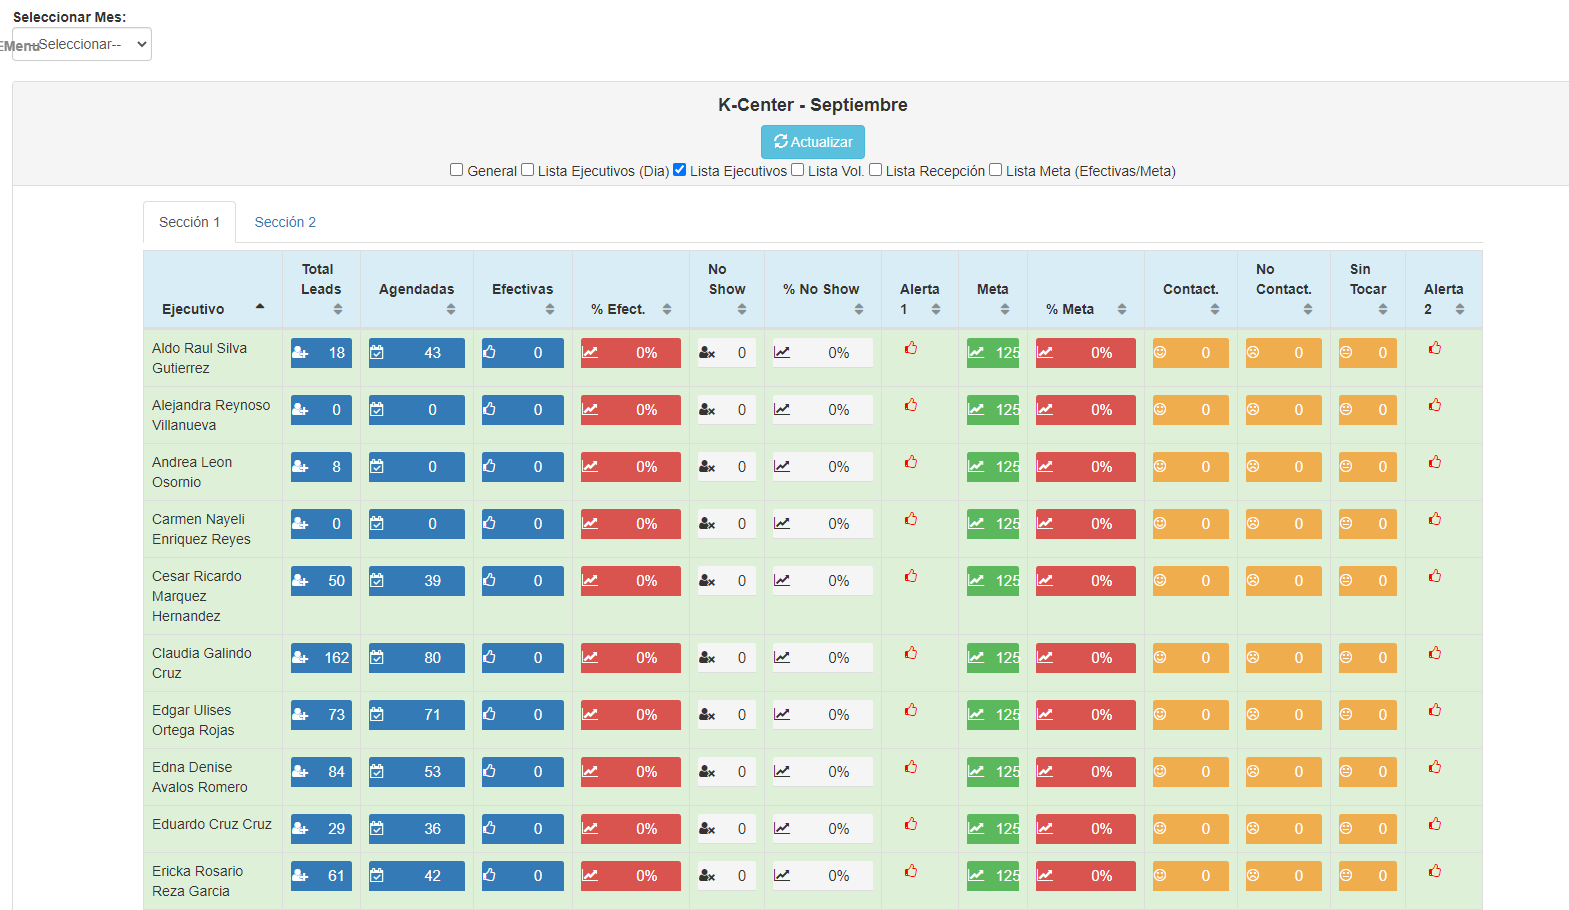 Seleccionar Mes:
--Seleccionar--
EMenu
K-Center - Septiembre
Actualizar
General Lista Ejecutivos (Dia) Lista Ejecutivos Lista Vol. Lista Recepción Lista Meta (Efectivas/Meta)
Sección 1 Sección 2
Ejecutivo Total Leads Agendadas Efectivas % Efect. No Show % No Show Alerta 1 Meta % Meta Contact. No Contact. Sin Tocar Alerta 2
Aldo Raul Silva Gutierrez 18 43 0 0% 0 0% 125 0% 0 0 0
Alejandra Reynoso Villanueva 0 0 0 0% 0 0% 125 0% 0 0 0
Andrea Leon Osornio 8 0 0 0% 0 0% 125 0% 0 0 0
Carmen Nayeli Enriquez Reyes 0 0 0 0% 0 0% 125 0% 0 0 0
Cesar Ricardo Marquez Hernandez 50 39 0 0% 0 0% 125 0% 0 0 0
Claudia Galindo Cruz 162 80 0 0% 0 0% 125 0% 0 0 0
Edgar Ulises Ortega Rojas 73 71 0 0% 0 0% 125 0% 0 0 0
Edna Denise Avalos Romero 84 53 0 0% 0 0% 125 0% 0 0 0
Eduardo Cruz Cruz 29 36 0 0% 0 0% 125 0% 0 0 0
Ericka Rosario Reza Garcia 61 42 0 0% 0 0% 125 0% 0 0 0